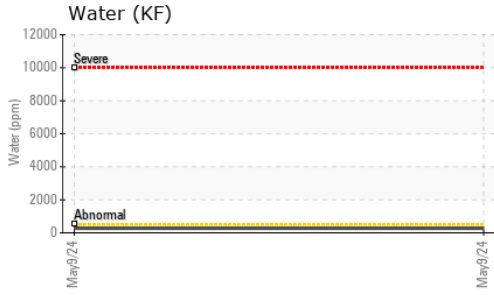 Water (KF)
Water (ppm)
12000
10000
8000
6000
4000
2000
0
Severe
Abnormal
May9/24
May9/24